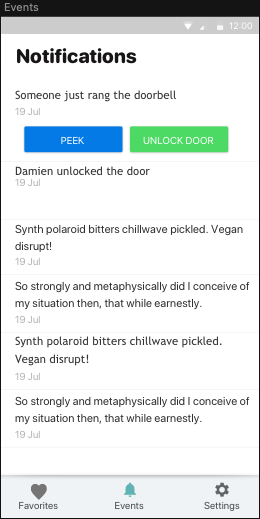 Events
12:00
Notifications
Someone just rang the doorbell
19 Jul
PEEK UNLOCK DOOR
Damien unlocked the door
19 Jul
Synth polaroid bitters chillwave pickled. Vegan
disrupt!
19 Jul
So strongly and metaphysically did I conceive of
my situation then, that while earnestly.
19 Jul
Synth polaroid bitters chillwave pickled.
Vegan disrupt!
19 Jul
So strongly and metaphysically did I conceive of
my situation then, that while earnestly.
19 Jul
Favorites Events Settings